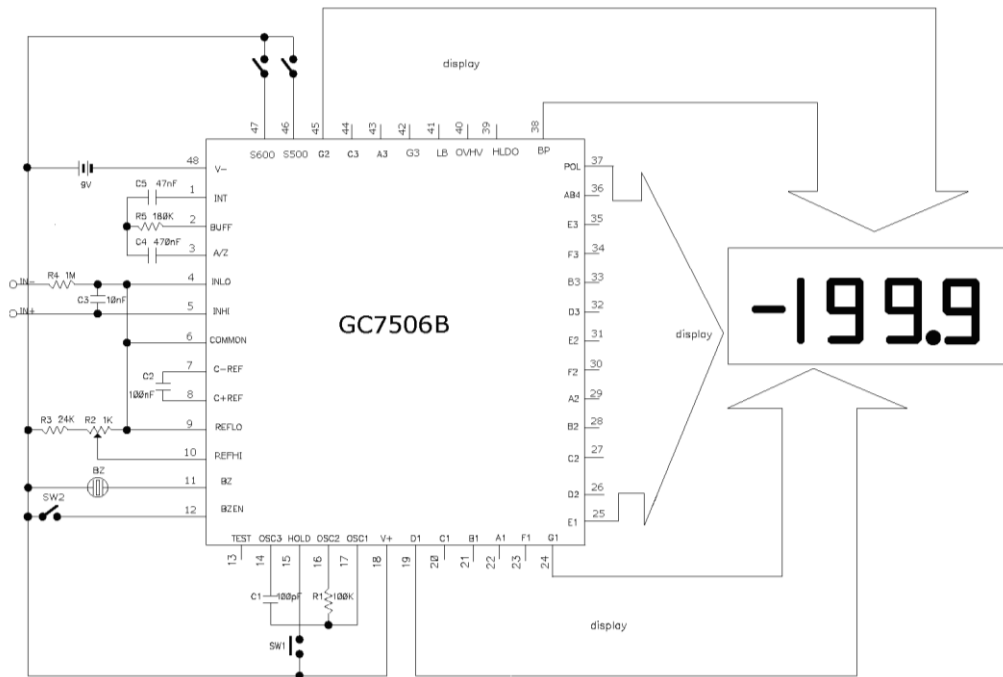 display
47 46 45 44 43 42 41 40 39 38
S600 S500 G2 C3 A3 G3 LB OVHV HLDO BP
9V
48 V-
C5 47nF
1 INT
R5 180K
2 BUFF
C4 470nF
3 A/Z
IN- R4 1M
4 INLO
C3 10nF
IN+
5 INHI
6 COMMON
7 C-REF
C2
100nF
8 C+REF
R3 24K R2 1K
9 REFLO
10 REFHI
BZ
11 BZ
SW2
12 BZEN
GC7506B
POL 37
AB4 36
E3 35
F3 34
B3 33
D3 32
E2 31
F2 30
A2 29
B2 28
C2 27
D2 26
E1 25
display
-199.9
TEST OSC3 HOLD OSC2 OSC1 V+ D1 C1 B1 A1 F1 G1
13 14 15 16 17 18 19 20 21 22 23 24
C1 100pF R1 100K
SW1
display